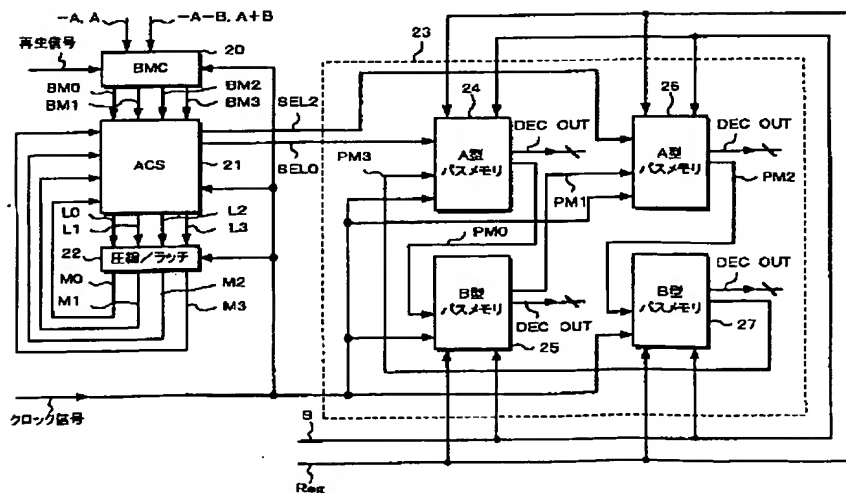 -A, A
-A-B, A+B
再生信号
20
BMC
BM0
BM1
BM2
BM3
SEL2
SEL0
ACS
21
L0
L1
L2
L3
22
圧縮/ラッチ
M0
M1
M2
M3
クロック信号
23
24
A型
パスメモリ
DEC OUT
PM3
PM0
PM1
26
A型
パスメモリ
DEC OUT
PM2
B型
パスメモリ
DEC OUT
25
B型
パスメモリ
DEC OUT
27
S
Reg